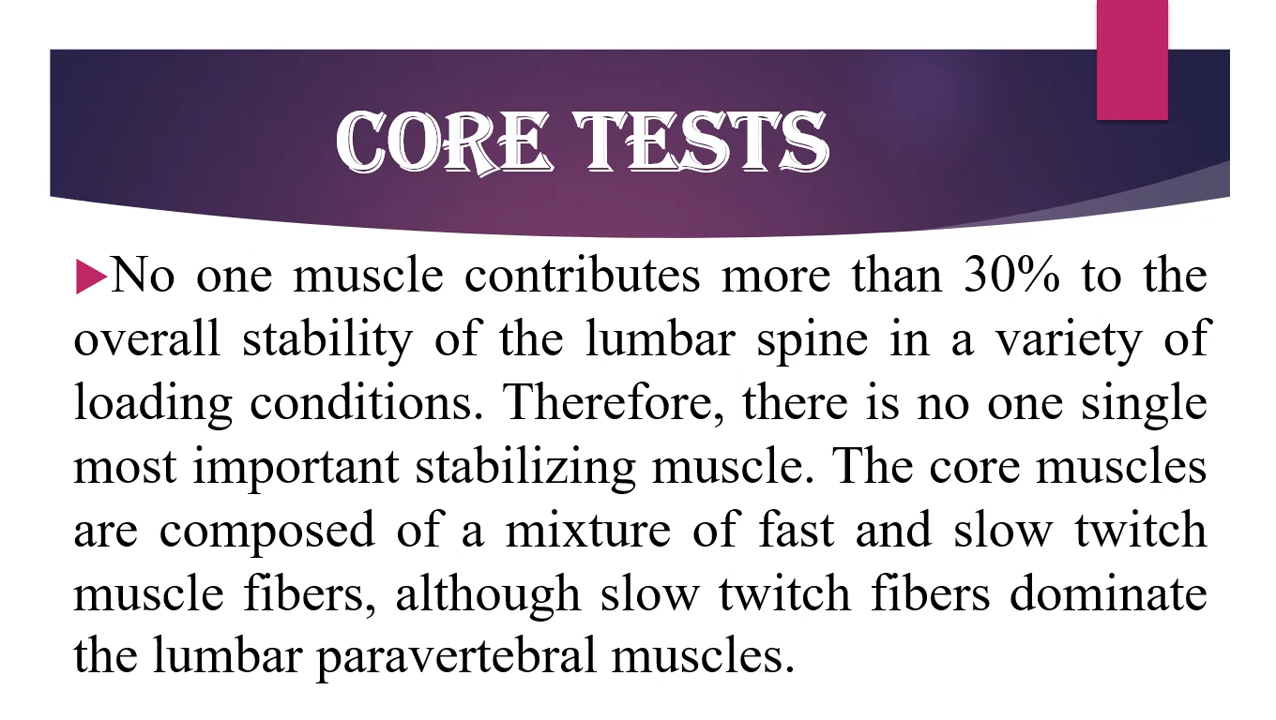 CORE TESTS
No one muscle contributes more than 30% to the
overall stability of the lumbar spine in a variety of
loading conditions. Therefore, there is no one single
most important stabilizing muscle. The core muscles
are composed of a mixture of fast and slow twitch
muscle fibers, although slow twitch fibers dominate
the lumbar paravertebral muscles.